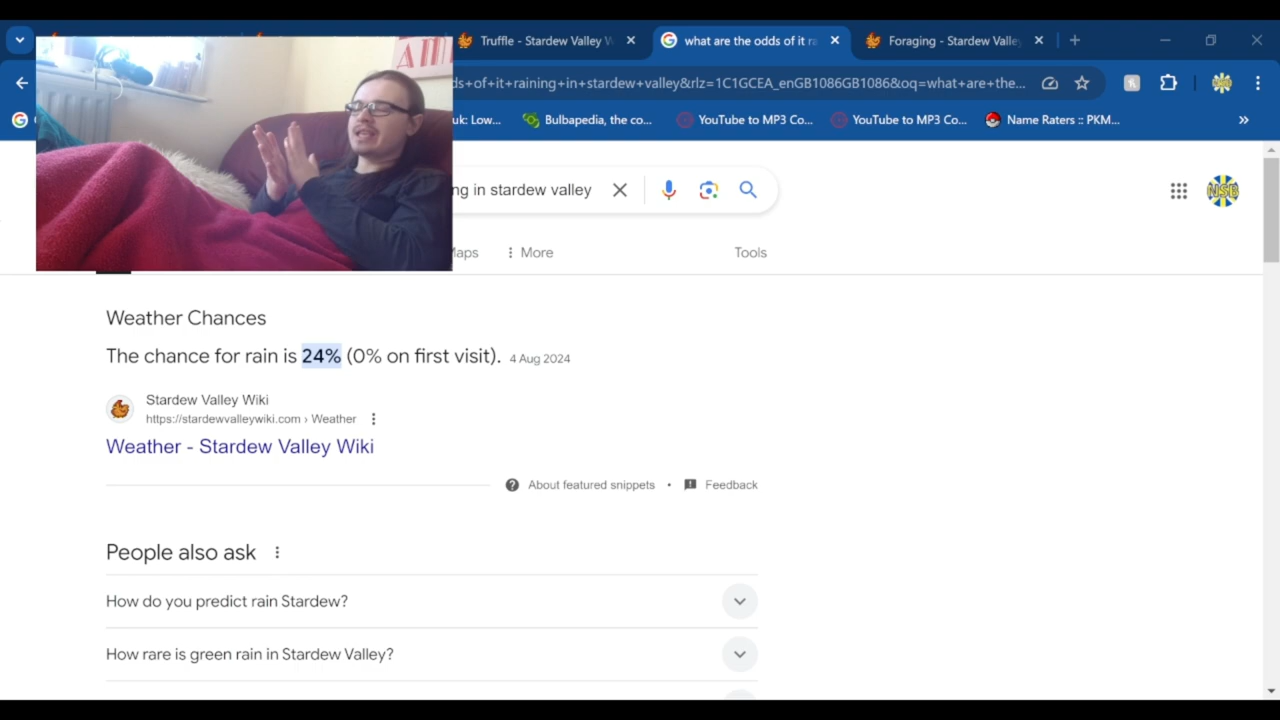 Truffle - Stardew Valley W
what are the odds of it ra
Foraging - Stardew Valley
ds+of+it+raining+in+stardew+valley&rlz=1C1GCEA_enGB1086GB1086&oq=what+are+the...
uk: Low...
Bulbapedia, the co...
YouTube to MP3 Co...
YouTube to MP3 Co...
Name Raters :: PKM...
ng in stardew valley
NSB
Maps
More
Tools
Weather Chances
The chance for rain is 24% (0% on first visit). 4 Aug 2024
Stardew Valley Wiki
https://stardewvalleywiki.com › Weather
Weather - Stardew Valley Wiki
About featured snippets • Feedback
People also ask
How do you predict rain Stardew?
How rare is green rain in Stardew Valley?